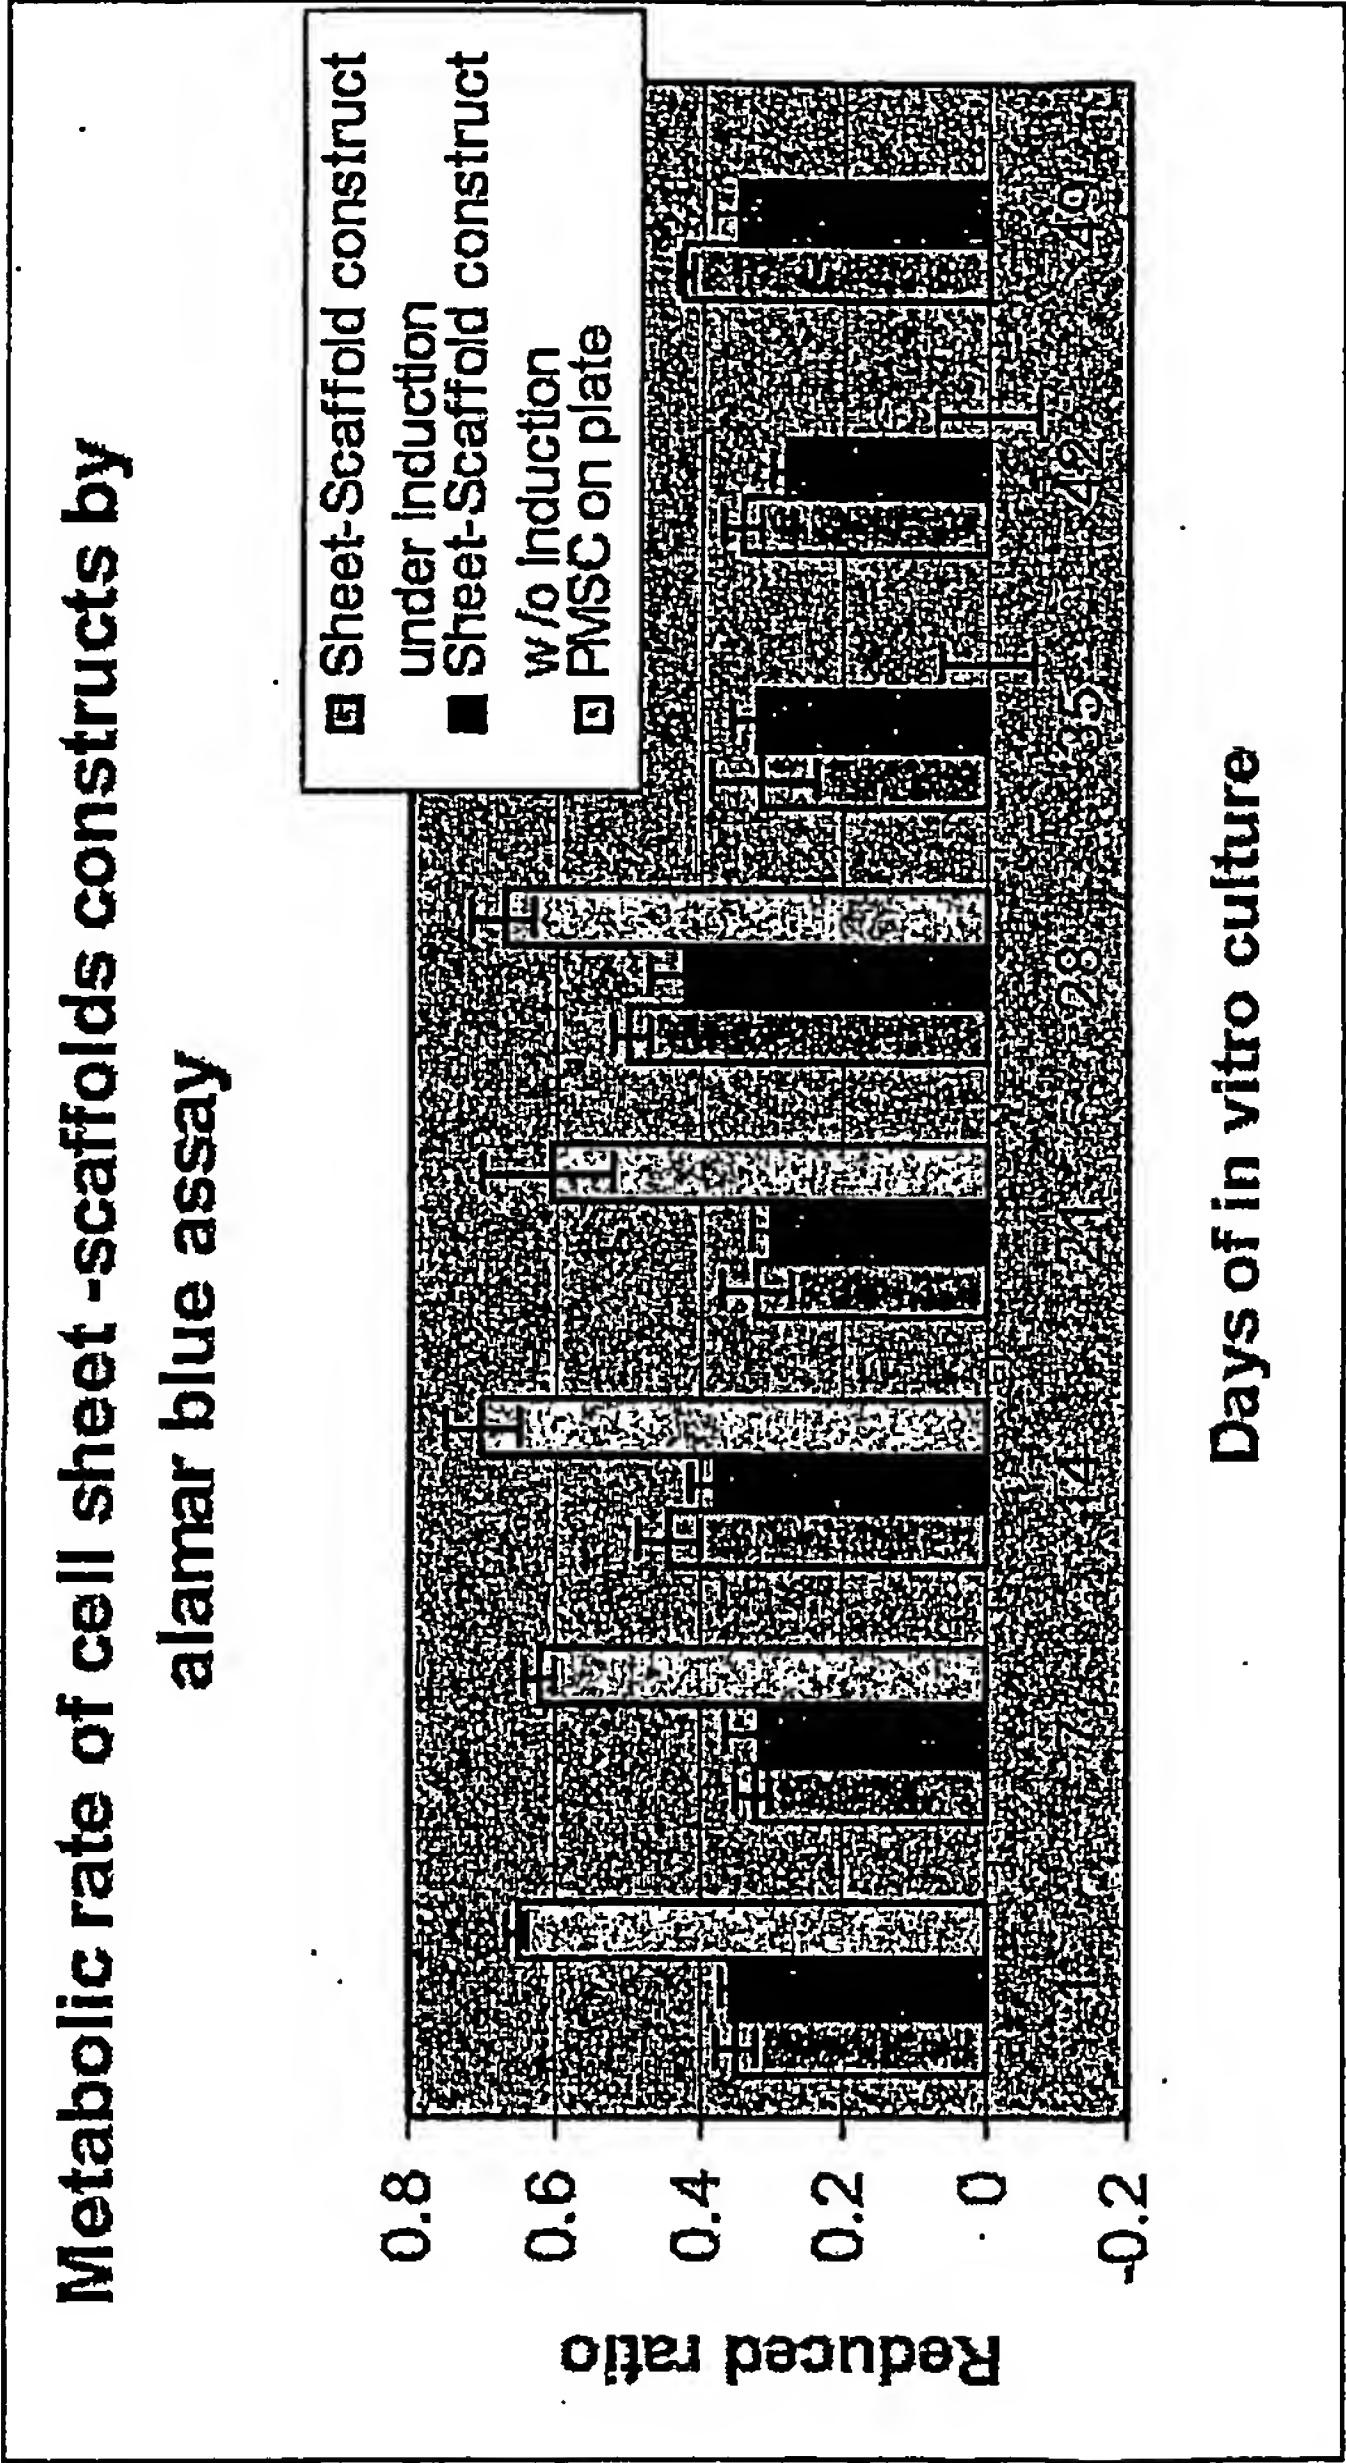 Metabolic rate of cell sheet -scaffolds constructs by
alamar blue assay
Sheet-Scaffold construct
under induction
Sheet-Scaffold construct
w/o induction
PMSC on plate
Reduced ratio
0.8
0.6
0.4
0.2
0
-0.2
1
7
14
21
28
35
42
49
Days of in vitro culture